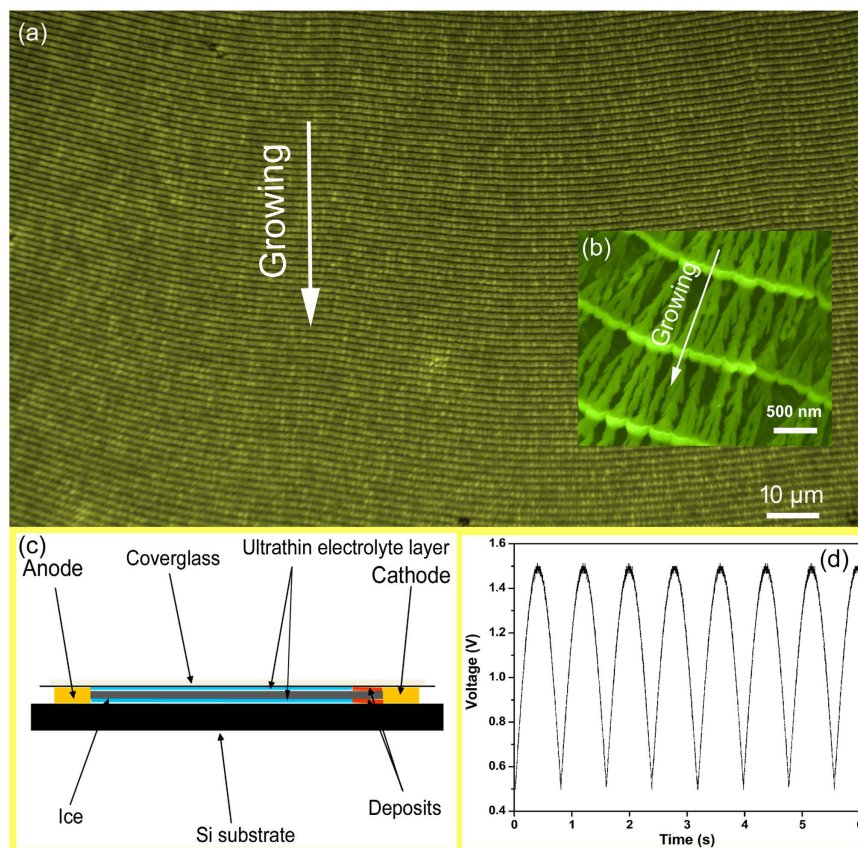 (a)
Growing
(b)
Growing
500 nm
10 µm
(c)
Anode
Coverglass
Ultrathin electrolyte layer
Cathode
Ice
Si substrate
Deposits
(d)
1.6
1.4
1.2
1.0
0.8
0.6
0.4
Voltage (V)
0 1 2 3 4 5 6
Time (s)